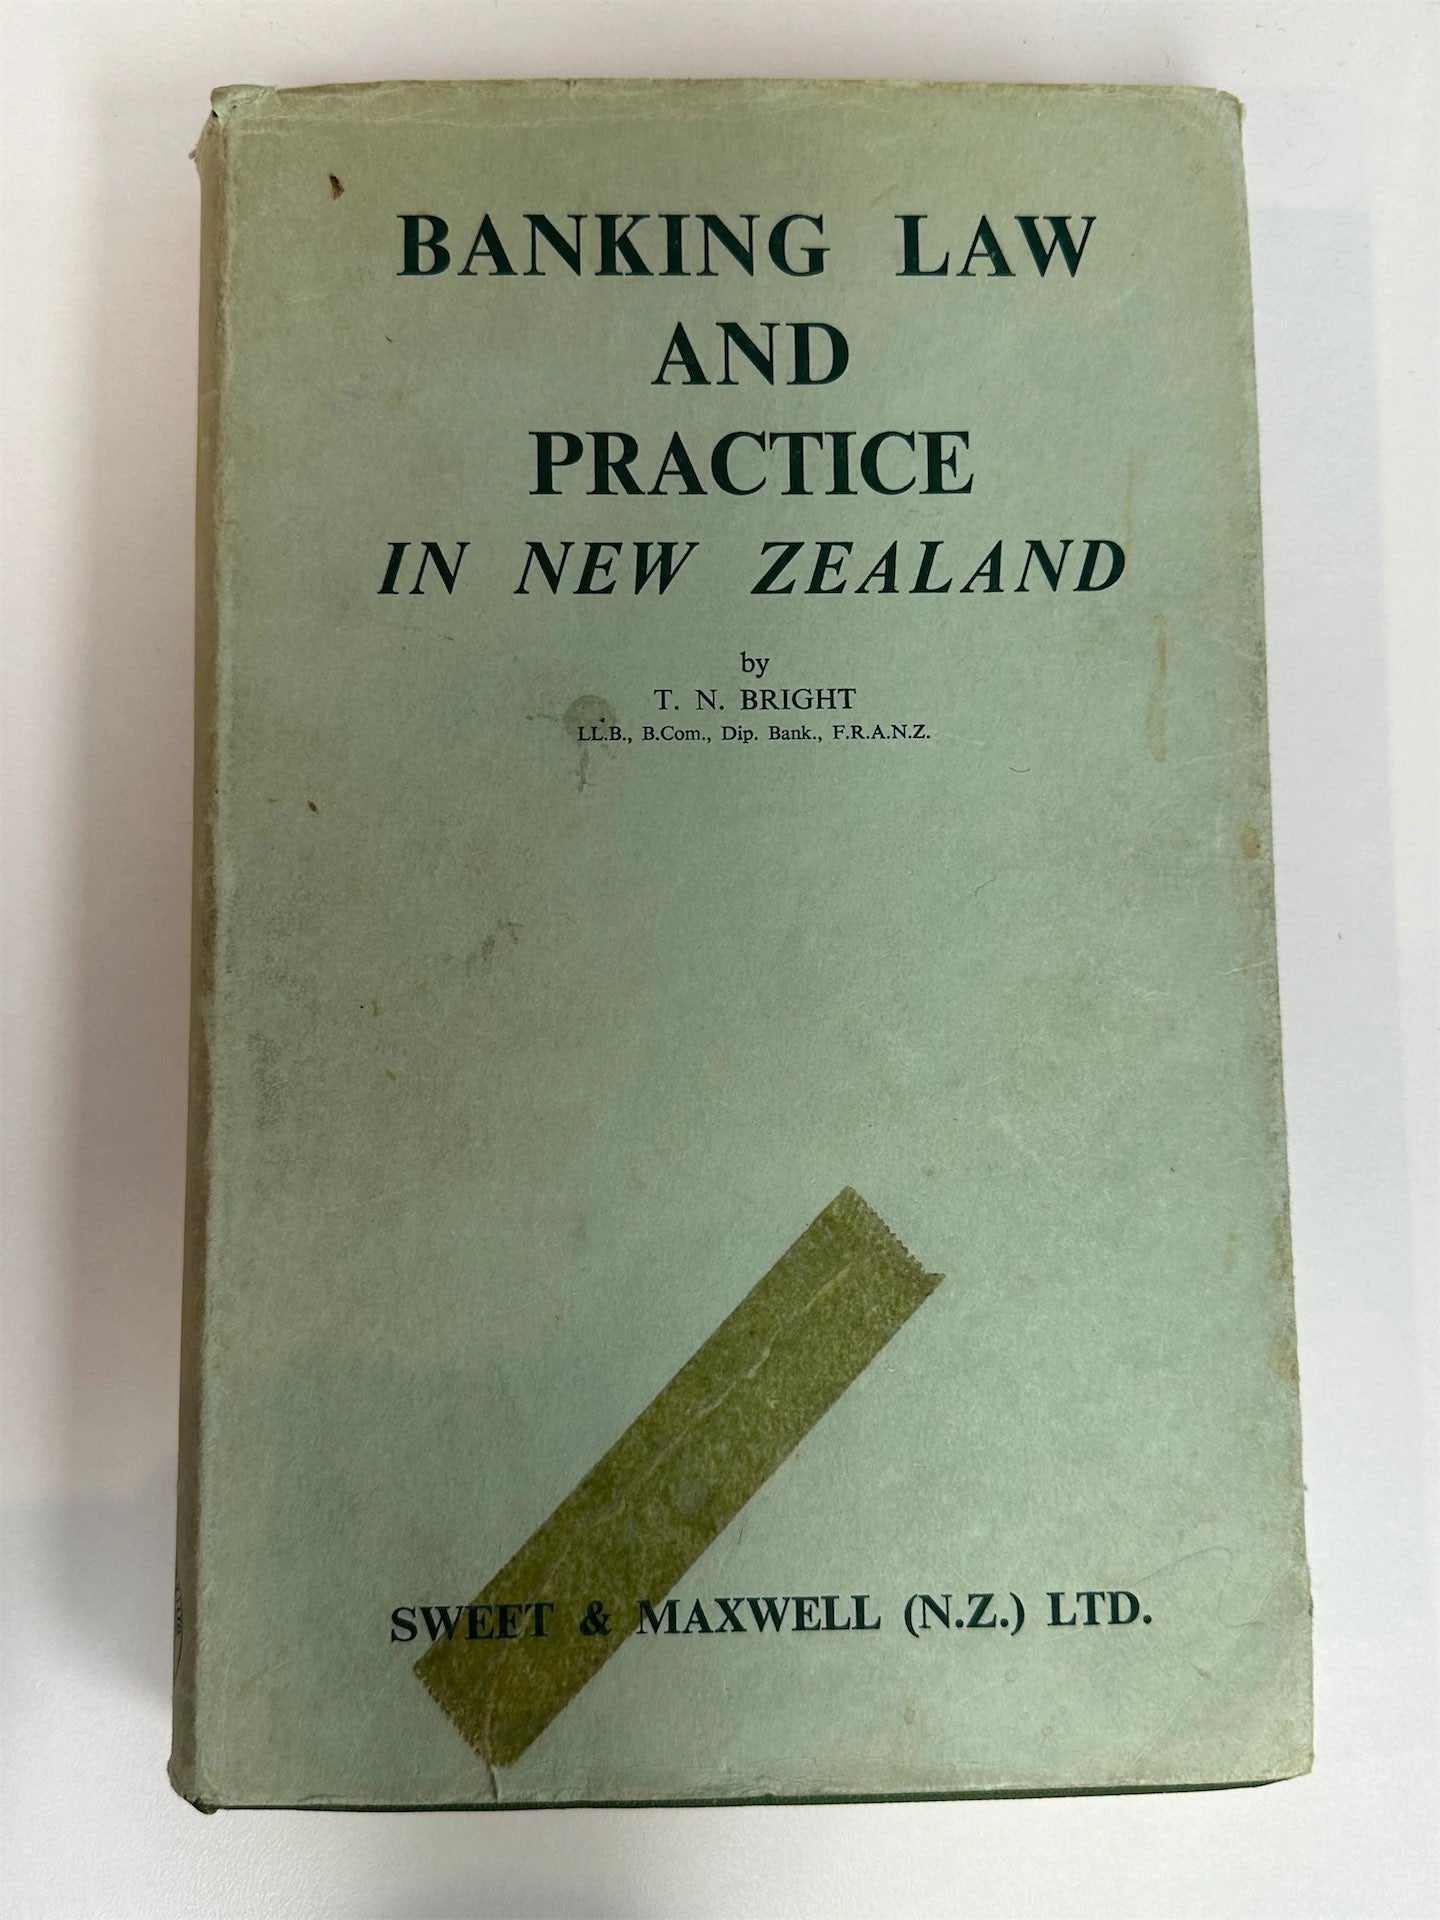 BANKING LAW
AND
PRACTICE
IN NEW ZEALAND
by
T. N. BRIGHT
LL.B., B.Com., Dip. Bank., F.R.A.N.Z.
SWEET & MAXWELL (N.Z.) LTD.